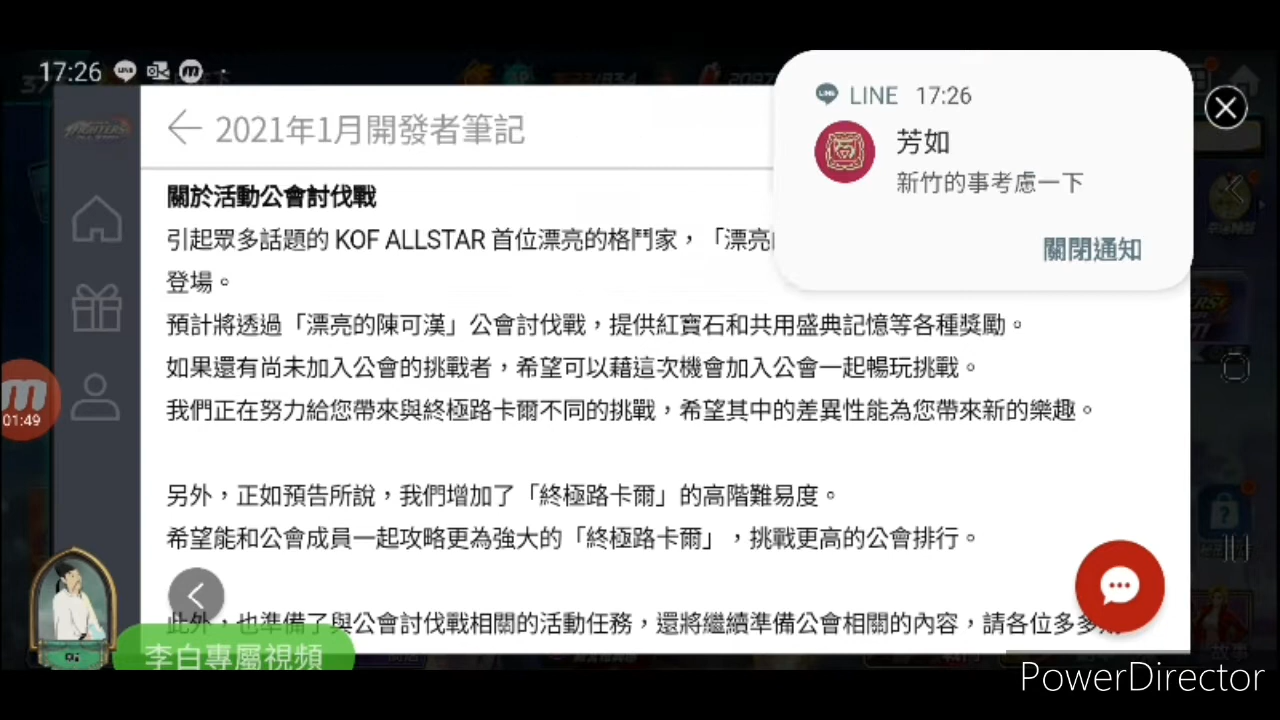 17:26
LINE 17:26
芳如
新竹的事考慮一下
關閉通知
FIGHTERS
2021年1月開發者筆記
關於活動公會討伐戰
引起眾多話題的 KOF ALLSTAR 首位漂亮的格鬥家，「漂亮
登場。
預計將透過「漂亮的陳可漢」公會討伐戰，提供紅寶石和共用盛典記憶等各種獎勵。
如果還有尚未加入公會的挑戰者，希望可以藉這次機會加入公會一起暢玩挑戰。
我們正在努力給您帶來與終極路卡爾不同的挑戰，希望其中的差異性能為您帶來新的樂趣。
01:49
另外，正如預告所說，我們增加了「終極路卡爾」的高階難易度。
希望能和公會成員一起攻略更為強大的「終極路卡爾」，挑戰更高的公會排行。
此外，也準備了與公會討伐戰相關的活動任務，還將繼續準備公會相關的內容，請各位多多
李白專屬視頻
PowerDirector